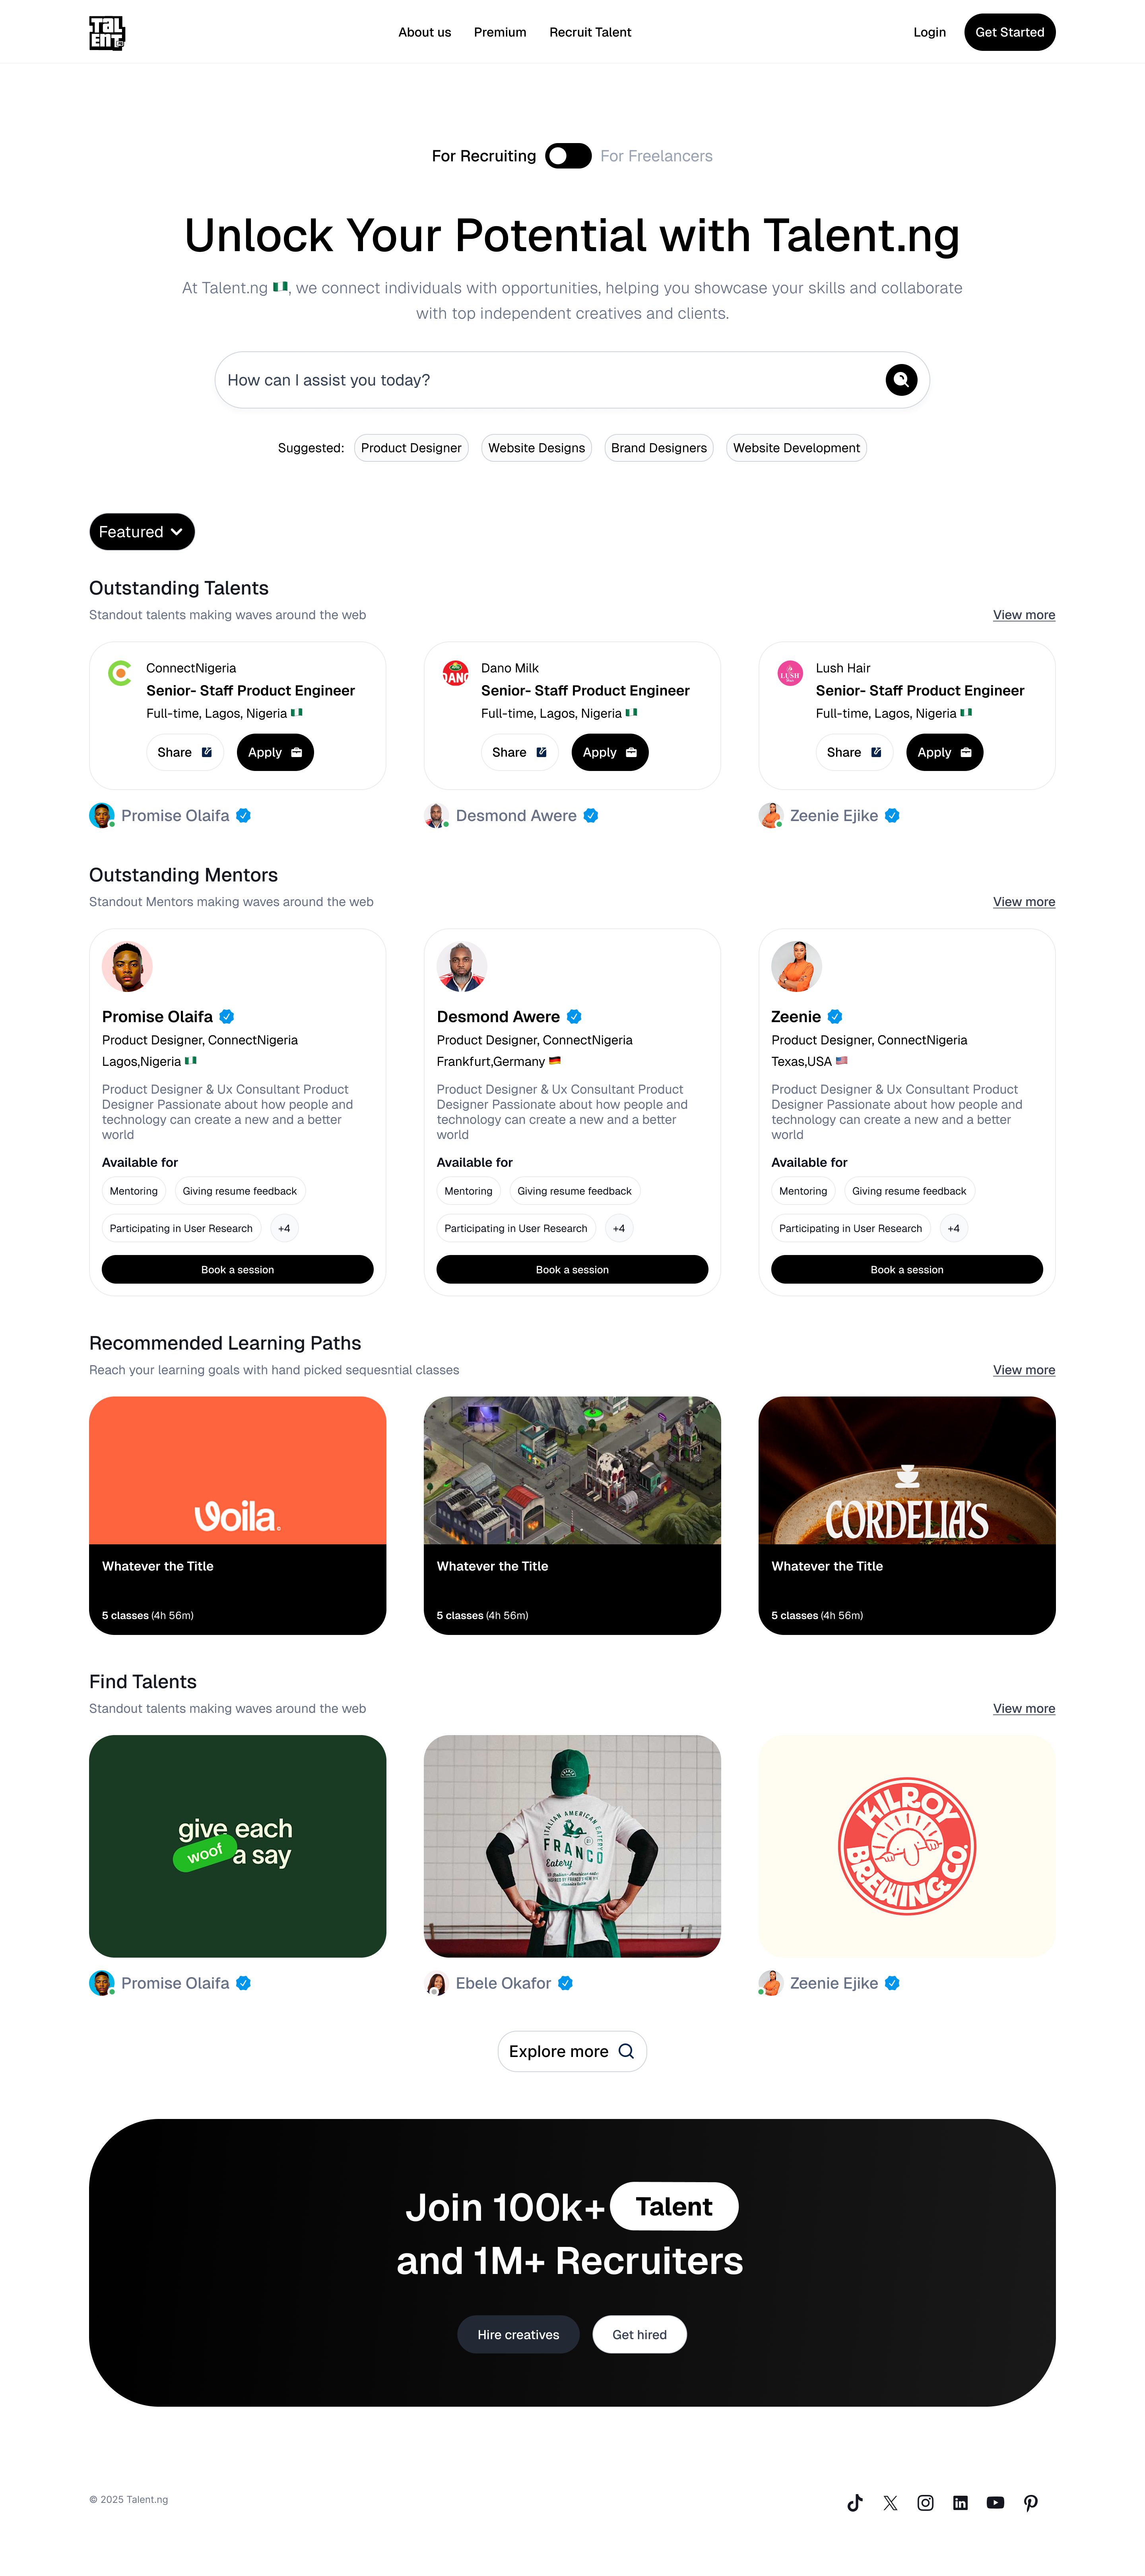 TaL
ENT
About us
Premium
Recruit Talent
Login
Get Started
For Recruiting
For Freelancers
Unlock Your Potential with Talent.ng
At Talent.ng 🇳🇬, we connect individuals with opportunities, helping you showcase your skills and collaborate
with top independent creatives and clients.
How can I assist you today?
Suggested:
Product Designer
Website Designs
Brand Designers
Website Development
Featured
Outstanding Talents
Standout talents making waves around the web
View more
ConnectNigeria
Senior- Staff Product Engineer
Full-time, Lagos, Nigeria 🇳🇬
Share
Apply
DANO
Dano Milk
Senior- Staff Product Engineer
Full-time, Lagos, Nigeria 🇳🇬
Share
Apply
LUSH
Lush Hair
Senior- Staff Product Engineer
Full-time, Lagos, Nigeria 🇳🇬
Share
Apply
Promise Olaifa
Desmond Awere
Zeenie Ejike
Outstanding Mentors
Standout Mentors making waves around the web
View more
Promise Olaifa
Product Designer, ConnectNigeria
Lagos,Nigeria 🇳🇬
Product Designer & Ux Consultant Product
Designer Passionate about how people and
technology can create a new and a better
world
Available for
Mentoring
Giving resume feedback
Participating in User Research
+4
Book a session
Desmond Awere
Product Designer, ConnectNigeria
Frankfurt,Germany 🇩🇪
Product Designer & Ux Consultant Product
Designer Passionate about how people and
technology can create a new and a better
world
Available for
Mentoring
Giving resume feedback
Participating in User Research
+4
Book a session
Zeenie
Product Designer, ConnectNigeria
Texas,USA 🇺🇸
Product Designer & Ux Consultant Product
Designer Passionate about how people and
technology can create a new and a better
world
Available for
Mentoring
Giving resume feedback
Participating in User Research
+4
Book a session
Recommended Learning Paths
Reach your learning goals with hand picked sequesntial classes
View more
Voila
Whatever the Title
5 classes (4h 56m)
Whatever the Title
5 classes (4h 56m)
CORDELIA'S
Whatever the Title
5 classes (4h 56m)
Find Talents
Standout talents making waves around the web
View more
give each
woof
a say
ITALIAN AMERICAN EATERY
FRANCO
Eatery
KILROY
BREWING CO.
Promise Olaifa
Ebele Okafor
Zeenie Ejike
Explore more
Join 100k+ Talent
and 1M+ Recruiters
Hire creatives
Get hired
© 2025 Talent.ng